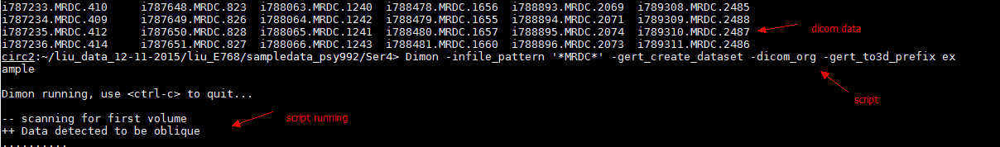 i787233.MRDC.410 i787648.MRDC.823 i788063.MRDC.1240 i788478.MRDC.1656 i788893.MRDC.2069 i789308.MRDC.2485
i787234.MRDC.409 i787649.MRDC.826 i788064.MRDC.1242 i788479.MRDC.1655 i788894.MRDC.2071 i789309.MRDC.2488
i787235.MRDC.412 i787650.MRDC.828 i788065.MRDC.1241 i788480.MRDC.1657 i788895.MRDC.2074 i789310.MRDC.2487
dicom data
i787236.MRDC.414 i787651.MRDC.827 i788066.MRDC.1243 i788481.MRDC.1660 i788896.MRDC.2073 i789311.MRDC.2486
circ2:~/liu_data_12-11-2015/liu_E768/sampledata_psy992/Ser4> Dimon -infile_pattern '*MRDC*' -gert_create_dataset -dicom_org -gert_to3d_prefix ex
ample
Dimon running, use <ctrl-c> to quit...
script
-- scanning for first volume
script running
++ Data detected to be oblique
..........